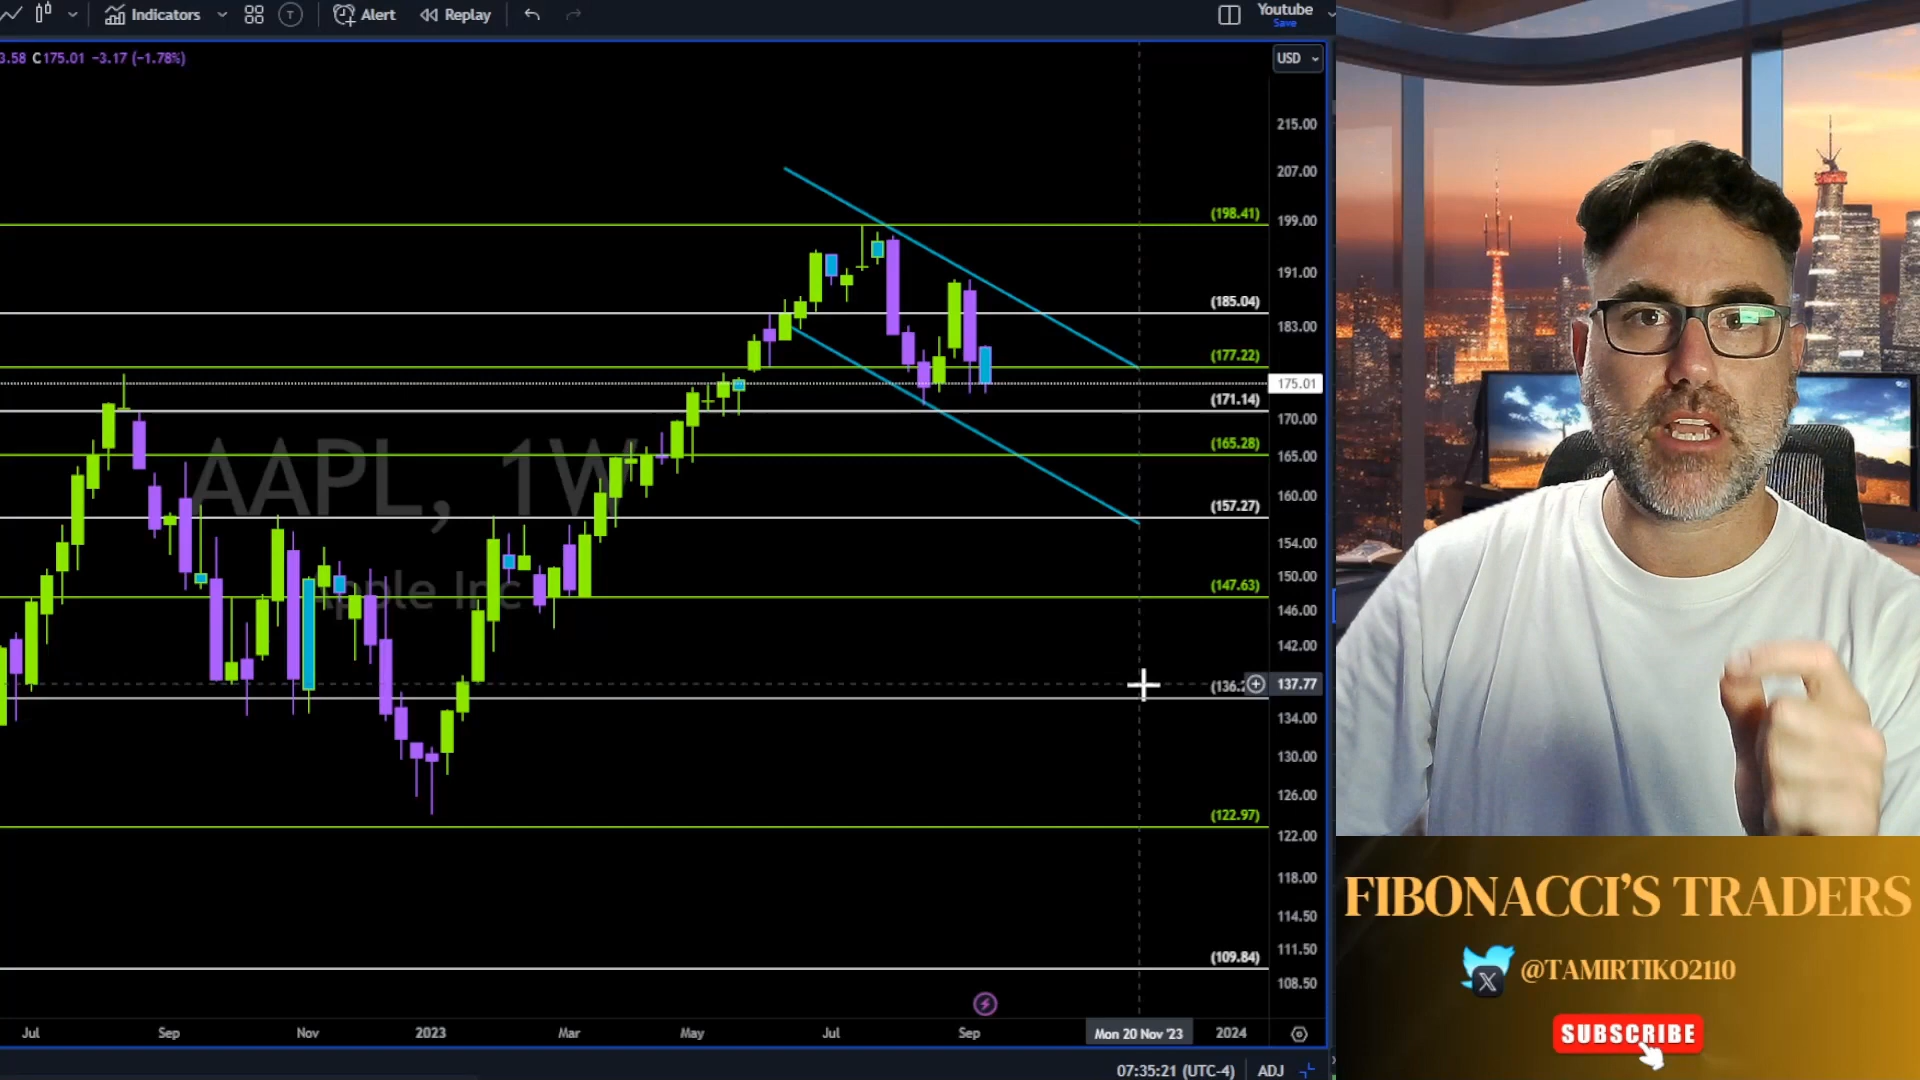 Indicators
T
Alert
Replay
Youtube
Save
3.58 C175.01 −3.17 (−1.78%)
USD
215.00
207.00
(198.41)
199.00
191.00
(185.04)
183.00
(177.22)
175.01
(171.14)
170.00
(165.28)
165.00
160.00
(157.27)
154.00
150.00
(147.63)
146.00
142.00
(136.2
137.77
134.00
130.00
126.00
(122.97)
122.00
118.00
114.50
111.50
(109.84)
108.50
AAPL, 1W
Apple Inc
Jul
Sep
Nov
2023
Mar
May
Jul
Sep
Mon 20 Nov '23
2024
07:35:21 (UTC-4)
ADJ
FIBONACCI'S TRADERS
X
@TAMIRTIKO2110
SUBSCRIBE